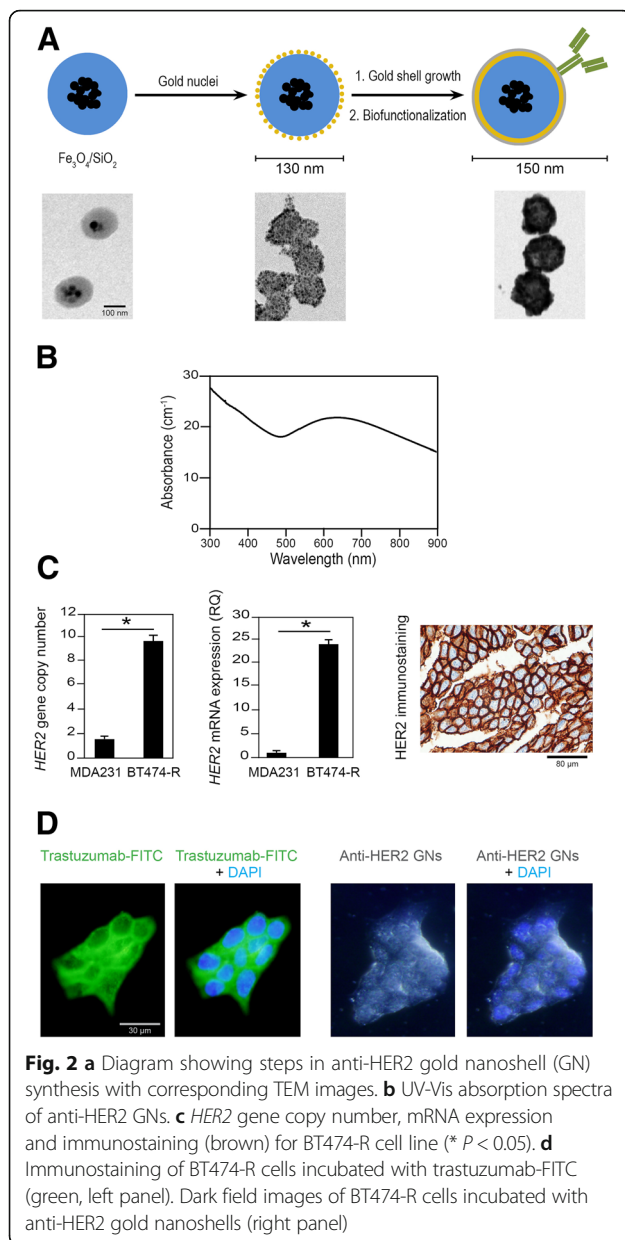 A
Gold nuclei
1. Gold shell growth
2. Biofunctionalization
Fe₃O₄/SiO₂
130 nm
150 nm
100 nm
B
Absorbance (cm⁻¹)
30
20
10
0
300 400 500 600 700 800 900
Wavelength (nm)
C
HER2 gene copy number
12
10
8
6
4
2
0
*
MDA231 BT474-R
HER2 mRNA expression (RQ)
30
25
20
15
10
5
0
*
MDA231 BT474-R
HER2 immunostaining
80 µm
D
Trastuzumab-FITC
Trastuzumab-FITC
+ DAPI
Anti-HER2 GNs
Anti-HER2 GNs
+ DAPI
30 µm
Fig. 2 a Diagram showing steps in anti-HER2 gold nanoshell (GN)
synthesis with corresponding TEM images. b UV-Vis absorption spectra
of anti-HER2 GNs. c HER2 gene copy number, mRNA expression
and immunostaining (brown) for BT474-R cell line (* P < 0.05). d
Immunostaining of BT474-R cells incubated with trastuzumab-FITC
(green, left panel). Dark field images of BT474-R cells incubated with
anti-HER2 gold nanoshells (right panel)